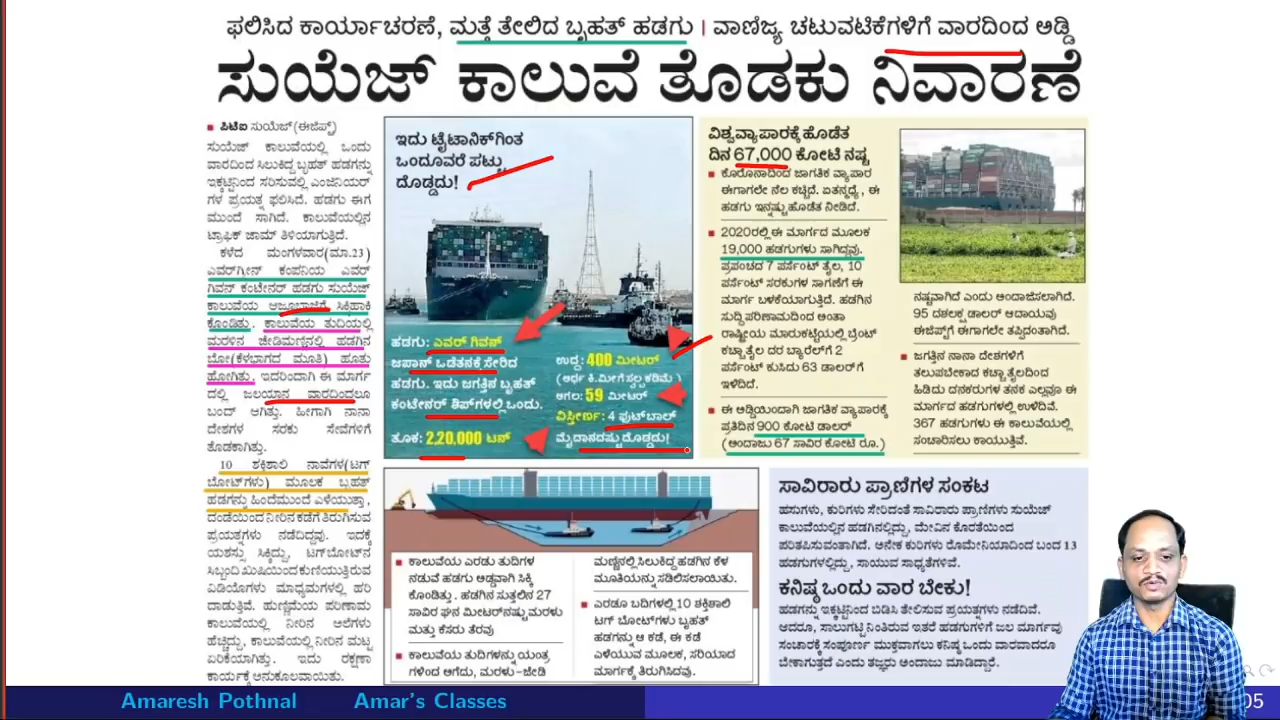 ಫಲಿಸಿದ ಕಾರ್ಯಾಚರಣೆ, ಮತ್ತೆ ತೇಲಿದ ಬೃಹತ್ ಹಡಗು | ವಾಣಿಜ್ಯ ಚಟುವಟಿಕೆಗಳಿಗೆ ವಾರದಿಂದ ಅಡ್ಡಿ
ಸುಯೆಜ್ ಕಾಲುವೆ ತೊಡಕು ನಿವಾರಣೆ
■ ಪಿಟಿಐ ಸುಯೆಜ್ (ಈಜಿಪ್ಟ್)
ಸುಯೆಜ್ ಕಾಲುವೆಯಲ್ಲಿ ಒಂದು
ವಾರದಿಂದ ಸಿಲುಕಿದ್ದ ಬೃಹತ್ ಹಡಗನ್ನು
ಇಕ್ಕಟ್ಟಿನಿಂದ ಸರಿಸುವಲ್ಲಿ ಎಂಜಿನಿಯರ್
ಗಳ ಪ್ರಯತ್ನ ಫಲಿಸಿದೆ. ಹಡಗು ಈಗ
ಮುಂದೆ ಸಾಗಿದೆ. ಕಾಲುವೆಯಲ್ಲಿನ
ಟ್ರಾಫಿಕ್ ಜಾಮ್ ತಿಳಿಯಾಗುತ್ತಿದೆ.
ಕಳೆದ ಮಂಗಳವಾರ(ಮಾ.23)
ಎವರ್‌ಗ್ರೀನ್ ಕಂಪನಿಯ ಎವರ್
ಗಿವನ್ ಕಂಟೇನರ್ ಹಡಗು ಸುಯೆಜ್
ಕಾಲುವೆಯ ಆಜೂಬಾಜಿಗೆ ಸಿಕ್ಕಿಹಾಕಿ
ಕೊಂಡಿತ್ತು. ಕಾಲುವೆಯ ತುದಿಯಲ್ಲಿ
ಮರಳಿನ ಜೇಡಿಮಣ್ಣಿನಲ್ಲಿ ಹಡಗಿನ
ಬೋ(ಕೆಳಭಾಗದ ಮೂತಿ) ಹೂತು
ಹೋಗಿತ್ತು. ಇದರಿಂದಾಗಿ ಈ ಮಾರ್ಗ
ದಲ್ಲಿ ಜಲಯಾನ ವಾರದಿಂದಲೂ
ಬಂದ್ ಆಗಿತ್ತು. ಹೀಗಾಗಿ ನಾನಾ
ದೇಶಗಳ ಸರಕು ಸೇವೆಗಳಿಗೆ
ತೊಡಕಾಗಿತ್ತು.
10 ಶಕ್ತಿಶಾಲಿ ನಾವೆಗಳ(ಟಗ್
ಬೋಟ್‌ಗಳು) ಮೂಲಕ ಬೃಹತ್
ಹಡಗನ್ನು ಹಿಂದೆಮುಂದೆ ಎಳೆಯುತ್ತಾ,
ದಂಡೆಯಿಂದ ನೀರಿನ ಕಡೆಗೆ ತಿರುಗಿಸುವ
ಪ್ರಯತ್ನಗಳು ನಡೆದಿದ್ದವು. ಇದಕ್ಕೆ
ಯಶಸ್ಸು ಸಿಕ್ಕಿದ್ದು, ಟಗ್‌ಬೋಟ್‌ನ
ಸಿಬ್ಬಂದಿ ಖುಷಿಯಿಂದ ಕುಣಿಯುತ್ತಿರುವ
ವಿಡಿಯೋಗಳು ಮಾಧ್ಯಮಗಳಲ್ಲಿ ಹರಿ
ದಾಡುತ್ತಿವೆ. ಹುಣ್ಣಿಮೆಯ ಪರಿಣಾಮ
ಕಾಲುವೆಯಲ್ಲಿ ನೀರಿನ ಅಲೆಗಳು
ಹೆಚ್ಚಿದ್ದು, ಕಾಲುವೆಯಲ್ಲಿ ನೀರಿನ ಮಟ್ಟ
ಏರಿಕೆಯಾಗಿತ್ತು. ಇದು ರಕ್ಷಣಾ
ಕಾರ್ಯಕ್ಕೆ ಅನುಕೂಲವಾಯಿತು.
ಇದು ಟೈಟಾನಿಕ್‌ಗಿಂತ
ಒಂದೂವರೆ ಪಟ್ಟು
ದೊಡ್ಡದು!
ಹಡಗು: ಎವರ್ ಗಿವನ್
ಜಪಾನ್ ಒಡೆತನಕ್ಕೆ ಸೇರಿದ
ಹಡಗು. ಇದು ಜಗತ್ತಿನ ಬೃಹತ್
ಕಂಟೇನರ್ ಶಿಪ್‌ಗಳಲ್ಲಿ ಒಂದು.
ತೂಕ: 2,20,000 ಟನ್
ಉದ್ದ: 400 ಮೀಟರ್
(ಅರ್ಧ ಕಿ.ಮೀಗೆ ಸ್ವಲ್ಪ ಕಡಿಮೆ)
ಅಗಲ: 59 ಮೀಟರ್
ವಿಸ್ತೀರ್ಣ: 4 ಫುಟ್‌ಬಾಲ್
ಮೈದಾನದಷ್ಟು ದೊಡ್ಡದು!
ವಿಶ್ವವ್ಯಾಪಾರಕ್ಕೆ ಹೊಡೆತ
ದಿನ 67,000 ಕೋಟಿ ನಷ್ಟ
■ ಕೊರೊನಾದಿಂದ ಜಾಗತಿಕ ವ್ಯಾಪಾರ
ಈಗಾಗಲೇ ನೆಲ ಕಚ್ಚಿದೆ. ಏತನ್ಮಧ್ಯೆ, ಈ
ಹಡಗು ಇನ್ನಷ್ಟು ಹೊಡೆತ ನೀಡಿದೆ.
■ 2020ರಲ್ಲಿ ಈ ಮಾರ್ಗದ ಮೂಲಕ
19,000 ಹಡಗುಗಳು ಸಾಗಿದ್ದವು.
ಪ್ರಪಂಚದ 7 ಪರ್ಸೆಂಟ್ ತೈಲ, 10
ಪರ್ಸೆಂಟ್ ಸರಕುಗಳ ಸಾಗಣೆಗೆ ಈ
ಮಾರ್ಗ ಬಳಕೆಯಾಗುತ್ತಿದೆ. ಹಡಗಿನ
ಸುದ್ದಿ ಪರಿಣಾಮದಿಂದ ಅಂತಾ
ರಾಷ್ಟ್ರೀಯ ಮಾರುಕಟ್ಟೆಯಲ್ಲಿ ಬ್ರೆಂಟ್
ಕಚ್ಚಾ ತೈಲ ದರ ಬ್ಯಾರೆಲ್‌ಗೆ 2
ಪರ್ಸೆಂಟ್ ಕುಸಿದು 63 ಡಾಲರ್‌ಗೆ
ಇಳಿದಿದೆ.
■ ಈ ಅಡ್ಡಿಯಿಂದಾಗಿ ಜಾಗತಿಕ ವ್ಯಾಪಾರಕ್ಕೆ
ಪ್ರತಿದಿನ 900 ಕೋಟಿ ಡಾಲರ್
(ಅಂದಾಜು 67 ಸಾವಿರ ಕೋಟಿ ರೂ.)
ನಷ್ಟವಾಗಿದೆ ಎಂದು ಅಂದಾಜಿಸಲಾಗಿದೆ.
95 ದಶಲಕ್ಷ ಡಾಲರ್ ಆದಾಯವು
ಈಜಿಪ್ಟ್‌ಗೆ ಈಗಾಗಲೇ ತಪ್ಪಿದಂತಾಗಿದೆ.
■ ಜಗತ್ತಿನ ನಾನಾ ದೇಶಗಳಿಗೆ
ತಲುಪಬೇಕಾದ ಕಚ್ಚಾ ತೈಲದಿಂದ
ಹಿಡಿದು ದನಕರುಗಳ ತನಕ ಎಲ್ಲವೂ ಈ
ಮಾರ್ಗದ ಹಡಗುಗಳಲ್ಲಿ ಉಳಿದಿವೆ.
367 ಹಡಗುಗಳು ಈ ಕಾಲುವೆಯಲ್ಲಿ
ಸಂಚಾರಿಸಲು ಕಾಯುತ್ತಿವೆ.
■ ಕಾಲುವೆಯ ಎರಡು ತುದಿಗಳ
ನಡುವೆ ಹಡಗು ಅಡ್ಡವಾಗಿ ಸಿಕ್ಕಿ
ಕೊಂಡಿತ್ತು. ಹಡಗಿನ ಸುತ್ತಲಿನ 27
ಸಾವಿರ ಘನ ಮೀಟರ್‌ನಷ್ಟು ಮರಳು
ಮತ್ತು ಕೆಸರು ತೆರವು
■ ಕಾಲುವೆಯ ತುದಿಗಳನ್ನು ಯಂತ್ರ
ಗಳಿಂದ ಆಗೆದು, ಮರಳು-ಜೇಡಿ
ಮಣ್ಣಿನಲ್ಲಿ ಸಿಲುಕಿದ್ದ ಹಡಗಿನ ಕೆಳ
ಮೂತಿಯನ್ನು ಸಡಿಲಿಸಲಾಯಿತು.
■ ಎರಡೂ ಬದಿಗಳಲ್ಲಿ 10 ಶಕ್ತಿಶಾಲಿ
ಟಗ್ ಬೋಟ್‌ಗಳು ಬೃಹತ್
ಹಡಗನ್ನು ಆ ಕಡೆ, ಈ ಕಡೆ
ಎಳೆಯುವ ಮೂಲಕ, ಸರಿಯಾದ
ಮಾರ್ಗಕ್ಕೆ ತಿರುಗಿಸಿದವು.
ಸಾವಿರಾರು ಪ್ರಾಣಿಗಳ ಸಂಕಟ
ಹಸುಗಳು, ಕುರಿಗಳು ಸೇರಿದಂತೆ ಸಾವಿರಾರು ಪ್ರಾಣಿಗಳು ಸುಯೆಜ್
ಕಾಲುವೆಯಲ್ಲಿನ ಹಡಗಿನಲ್ಲಿದ್ದು, ಮೇವಿನ ಕೊರತೆಯಿಂದ
ಪರಿತಪಿಸುವಂತಾಗಿದೆ. ಅನೇಕ ಕುರಿಗಳು ರೊಮೇನಿಯಾದಿಂದ ಬಂದ 13
ಹಡಗುಗಳಲ್ಲಿದ್ದು, ಸಾಯುವ ಸಾಧ್ಯತೆಗಳಿವೆ.
ಕನಿಷ್ಠ ಒಂದು ವಾರ ಬೇಕು!
ಹಡಗನ್ನು ಇಕ್ಕಟ್ಟಿನಿಂದ ಬಿಡಿಸಿ ತೇಲಿಸುವ ಪ್ರಯತ್ನಗಳು ನಡೆದಿವೆ.
ಆದರೂ, ಸಾಲುಗಟ್ಟಿ ನಿಂತಿರುವ ಇತರೆ ಹಡಗುಗಳಿಗೆ ಜಲ ಮಾರ್ಗವು
ಸಂಚಾರಕ್ಕೆ ಸಂಪೂರ್ಣ ಮುಕ್ತವಾಗಲು ಕನಿಷ್ಠ ಒಂದು ವಾರವಾದರೂ
ಬೇಕಾಗುತ್ತದೆ ಎಂದು ತಜ್ಞರು ಅಂದಾಜು ಮಾಡಿದ್ದಾರೆ.
Amaresh Pothnal Amar's Classes
05